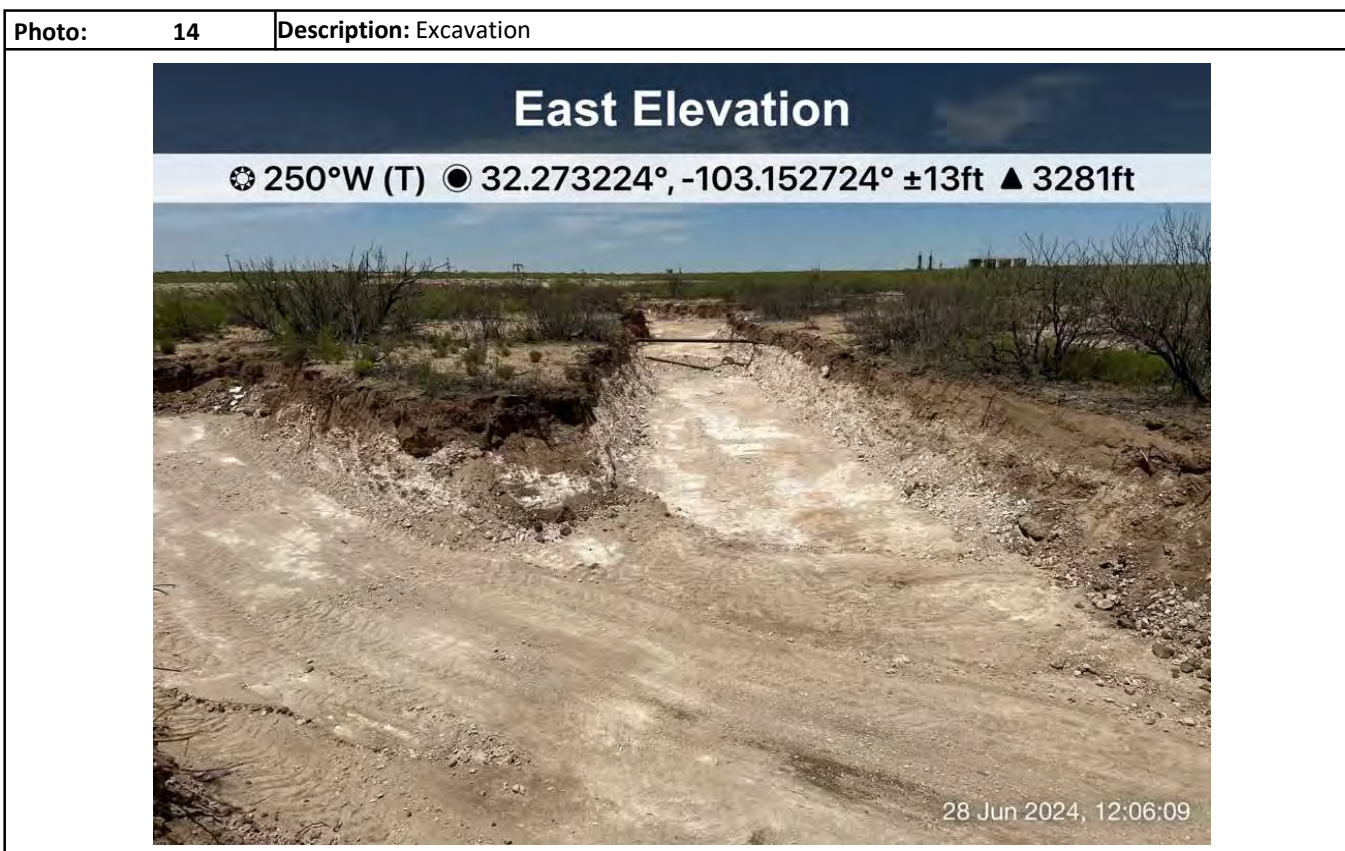 Photo: 14 Description: Excavation
East Elevation
250°W (T) 32.273224°, -103.152724° ±13ft ▲ 3281ft
28 Jun 2024, 12:06:09